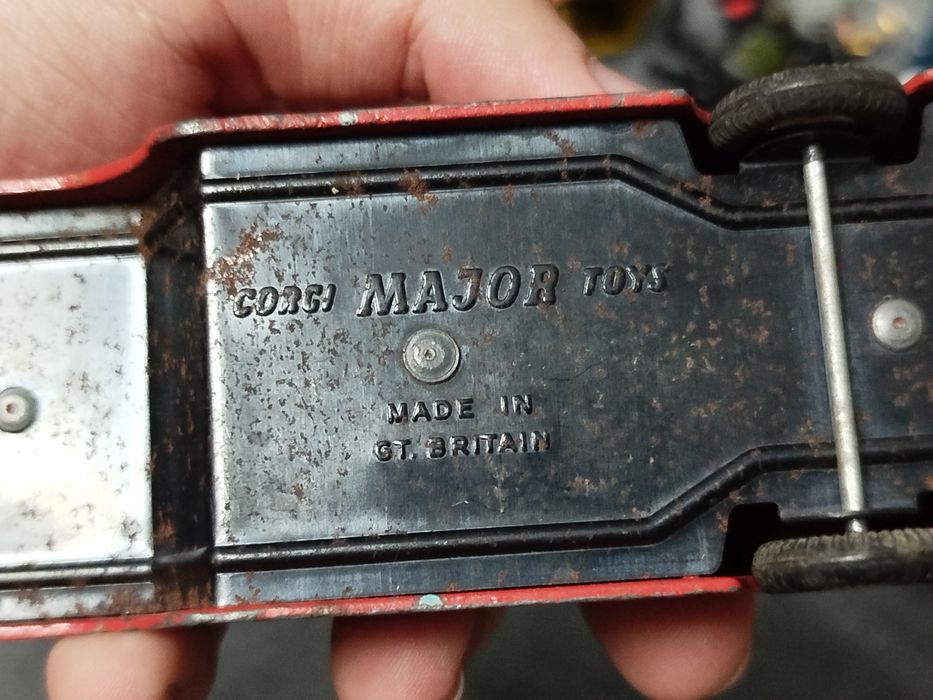 CORGI MAJOR TOYS
MADE IN
GT. BRITAIN